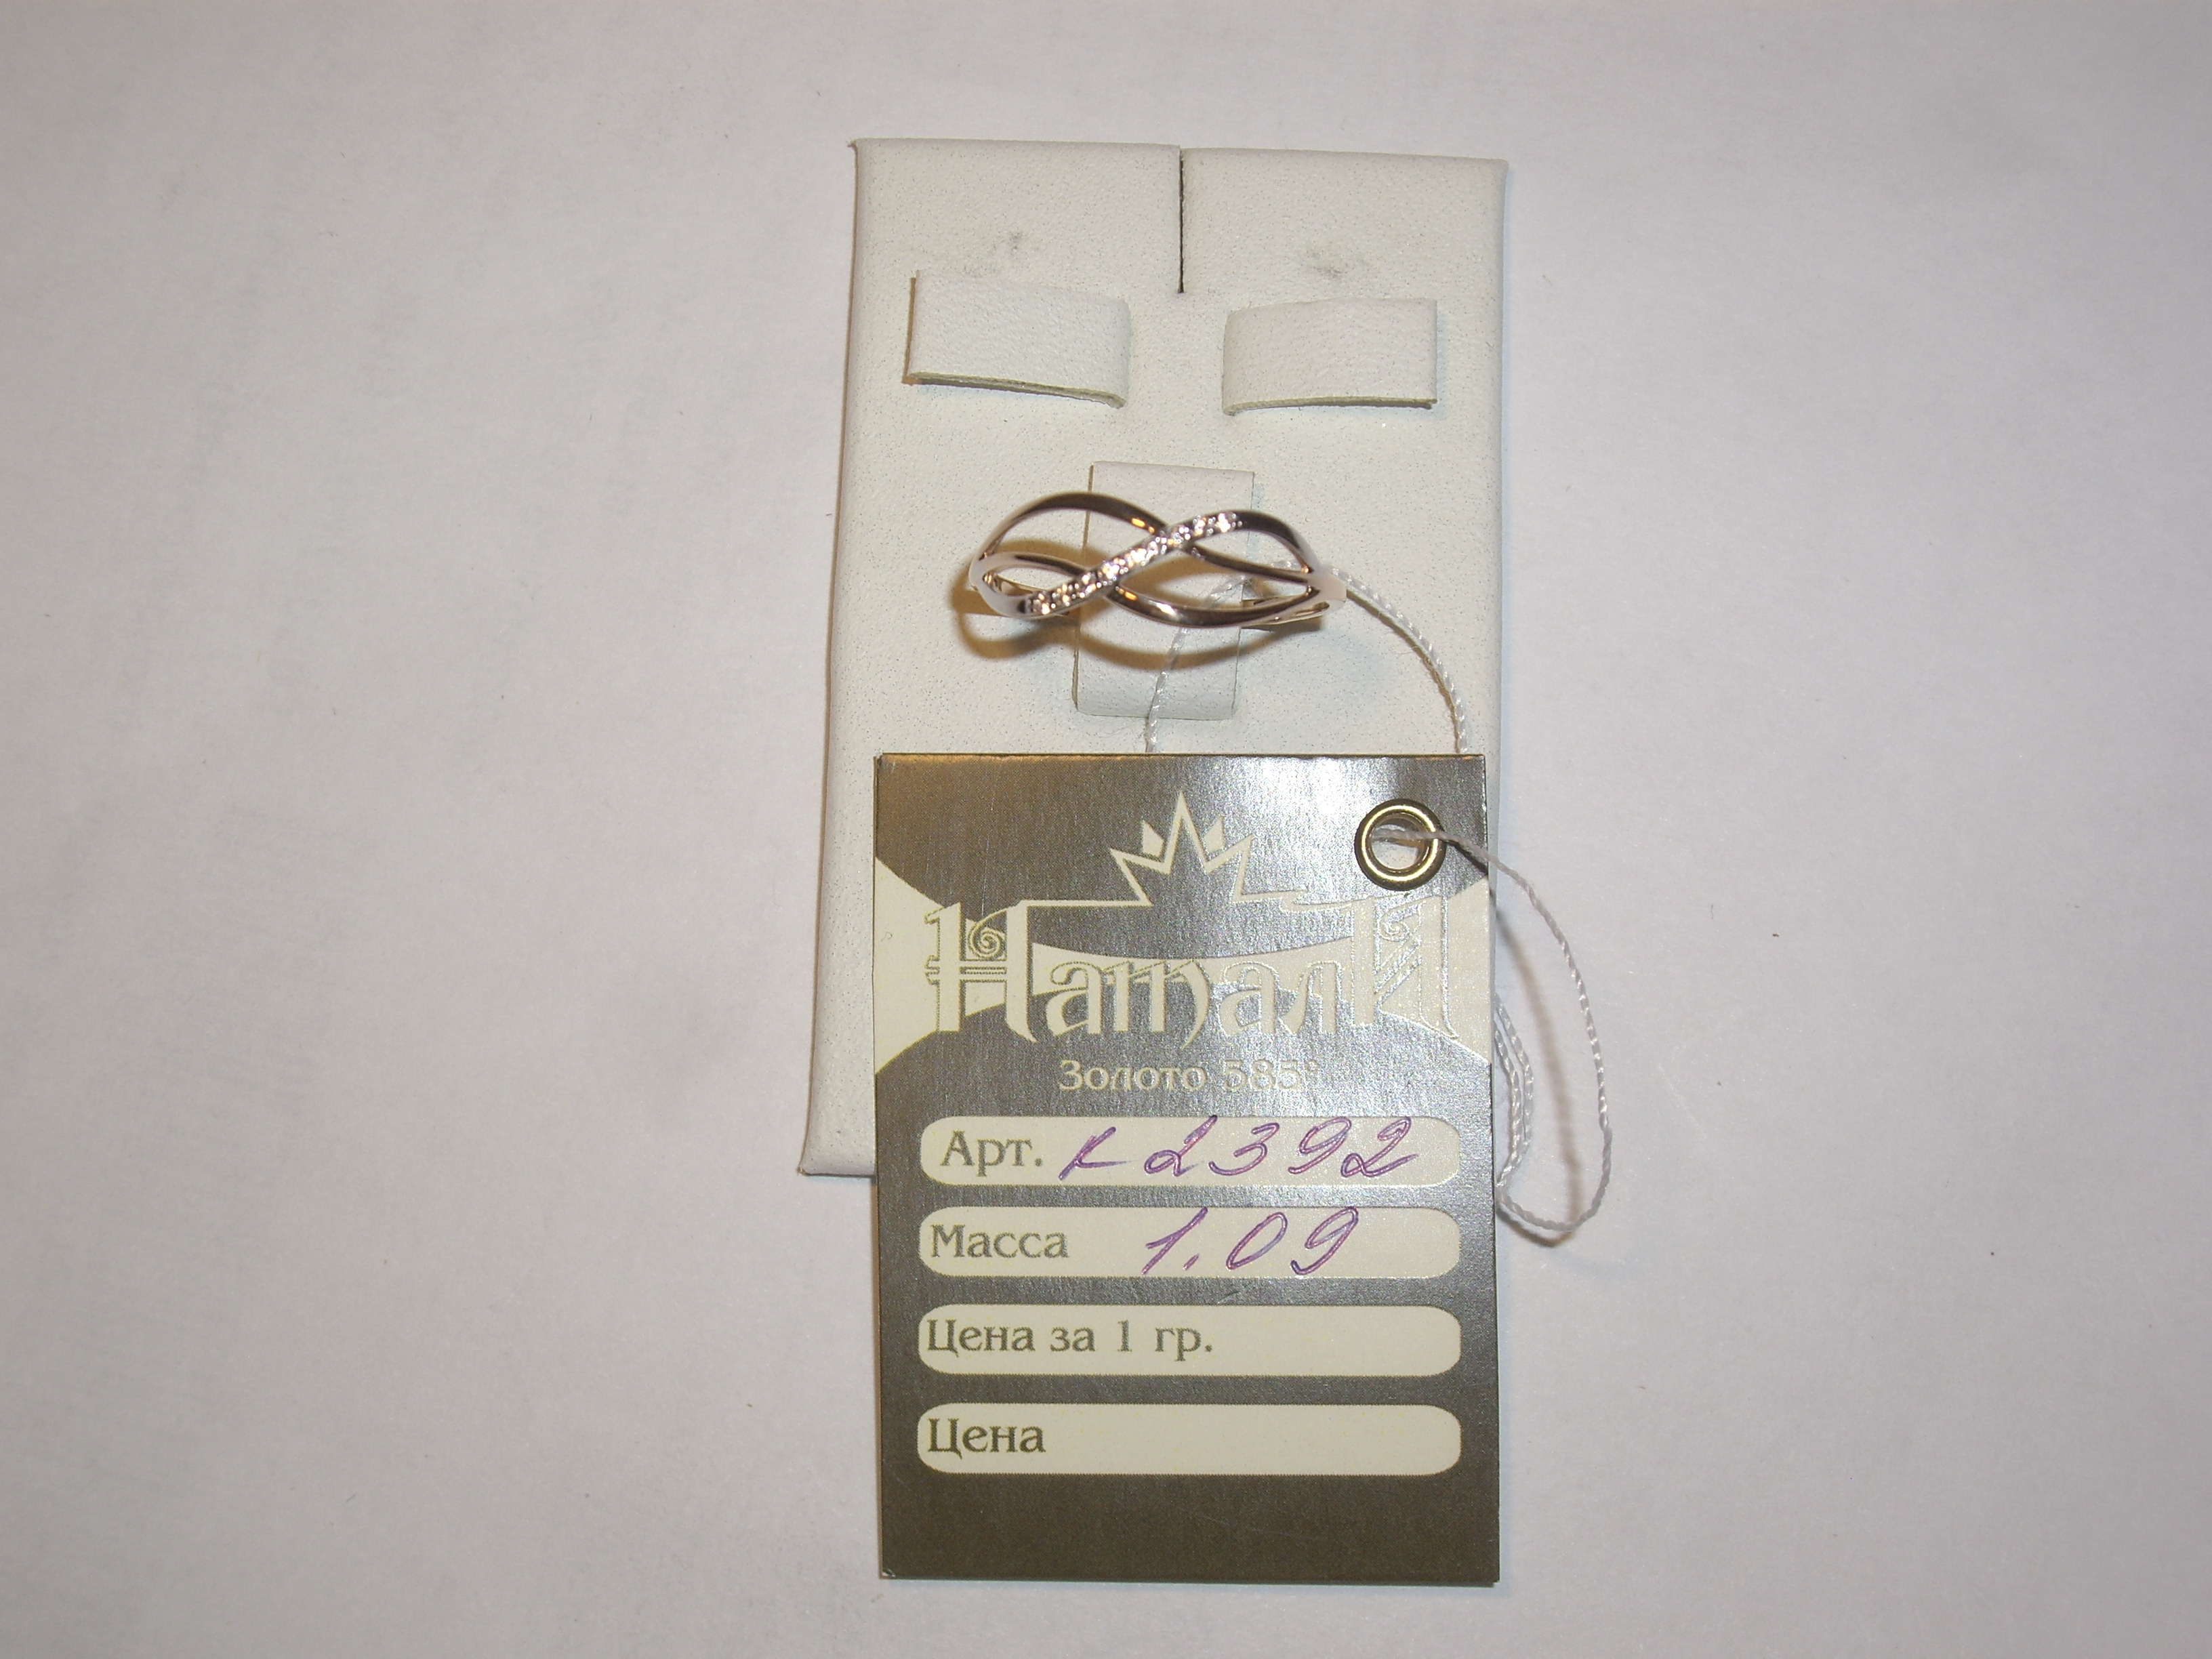 Натали
Золото 585°
Арт. К2392
Масса 1.09
Цена за 1 гр.
Цена